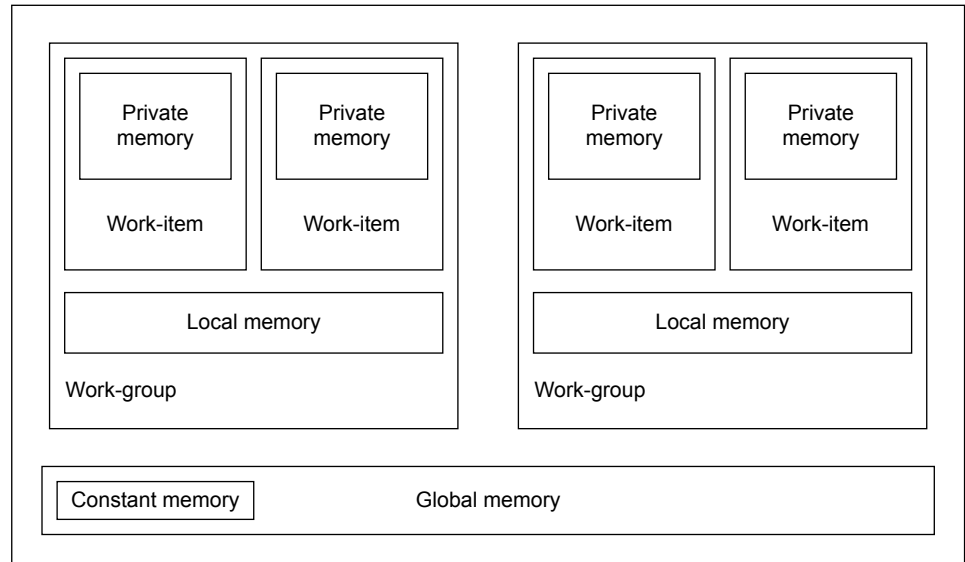 Private
memory
Private
memory
Private
memory
Private
memory
Work-item
Work-item
Work-item
Work-item
Local memory
Local memory
Work-group
Work-group
Constant memory
Global memory